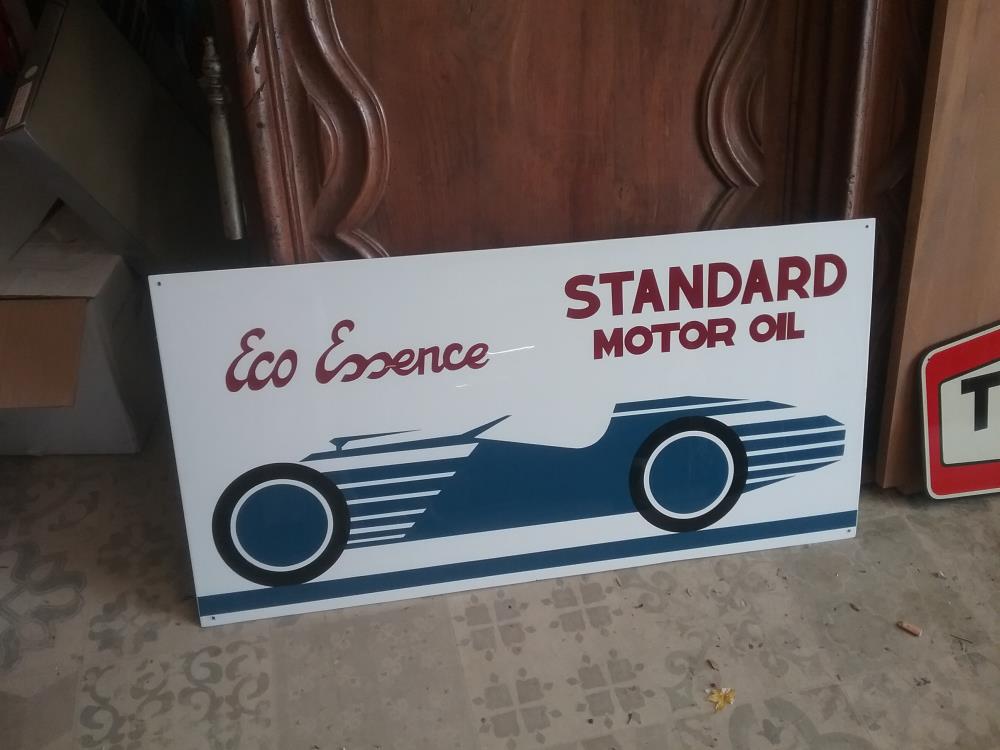 Eco Essence
STANDARD
MOTOR OIL
T